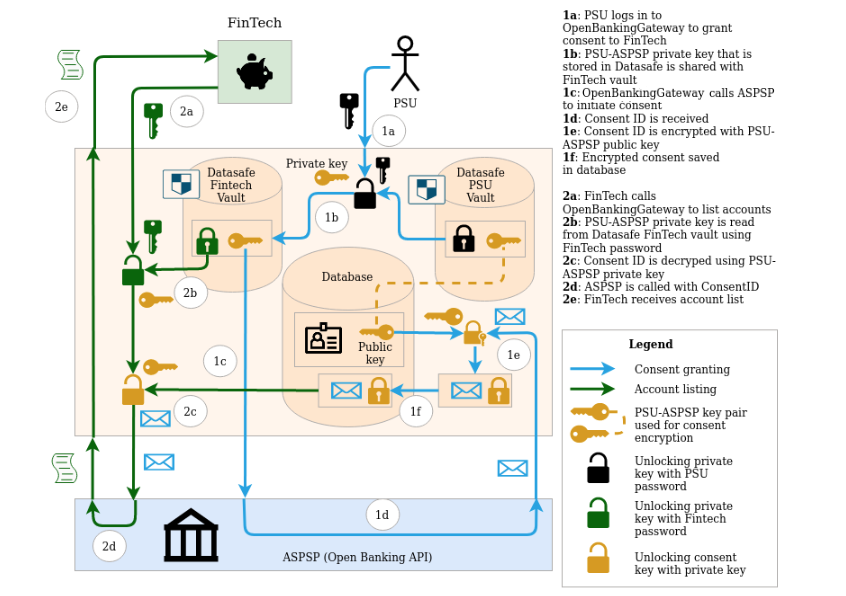 FinTech
2e
2a
PSU
1a
Private key
Datasafe
Fintech
Vault
Datasafe
PSU
Vault
1b
2b
Database
Public
key
1c
1e
2c
1f
1d
2d
ASPSP (Open Banking API)
1a: PSU logs in to
OpenBankingGateway to grant
consent to FinTech
1b: PSU-ASPSP private key that is
stored in Datasafe is shared with
FinTech vault
1c: OpenBankingGateway calls ASPSP
to initiate consent
1d: Consent ID is received
1e: Consent ID is encrypted with PSU-
ASPSP public key
1f: Encrypted consent saved
in database
2a: FinTech calls
OpenBankingGateway to list accounts
2b: PSU-ASPSP private key is read
from Datasafe FinTech vault using
FinTech password
2c: Consent ID is decryped using PSU-
ASPSP private key
2d: ASPSP is called with ConsentID
2e: FinTech receives account list
Legend
Consent granting
Account listing
PSU-ASPSP key pair
used for consent
encryption
Unlocking private
key with PSU
password
Unlocking private
key with Fintech
password
Unlocking consent
key with private key